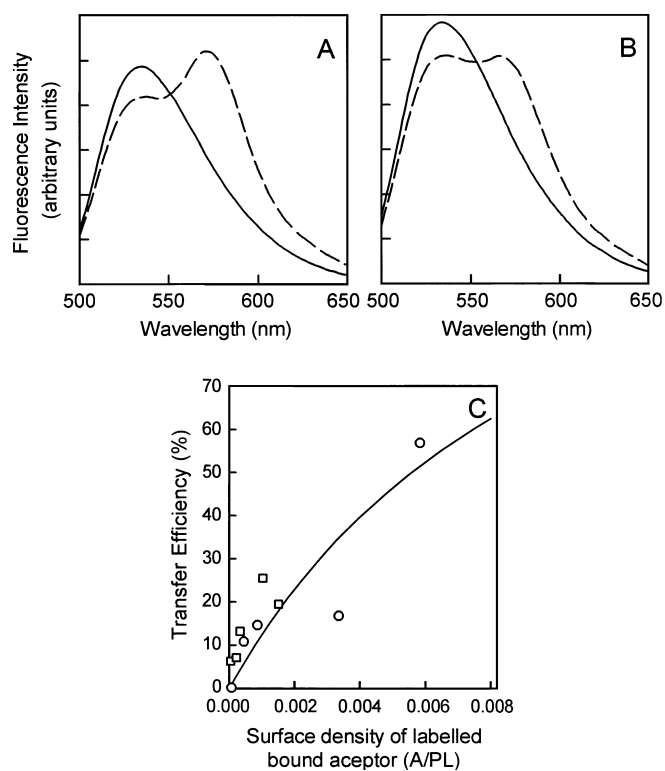 A
B
Fluorescence Intensity
(arbitrary units)
500 550 600 650
500 550 600 650
Wavelength (nm)
Wavelength (nm)
C
70
60
50
40
30
20
10
0
Transfer Efficiency (%)
0.000 0.002 0.004 0.006 0.008
Surface density of labelled
bound aceptor (A/PL)